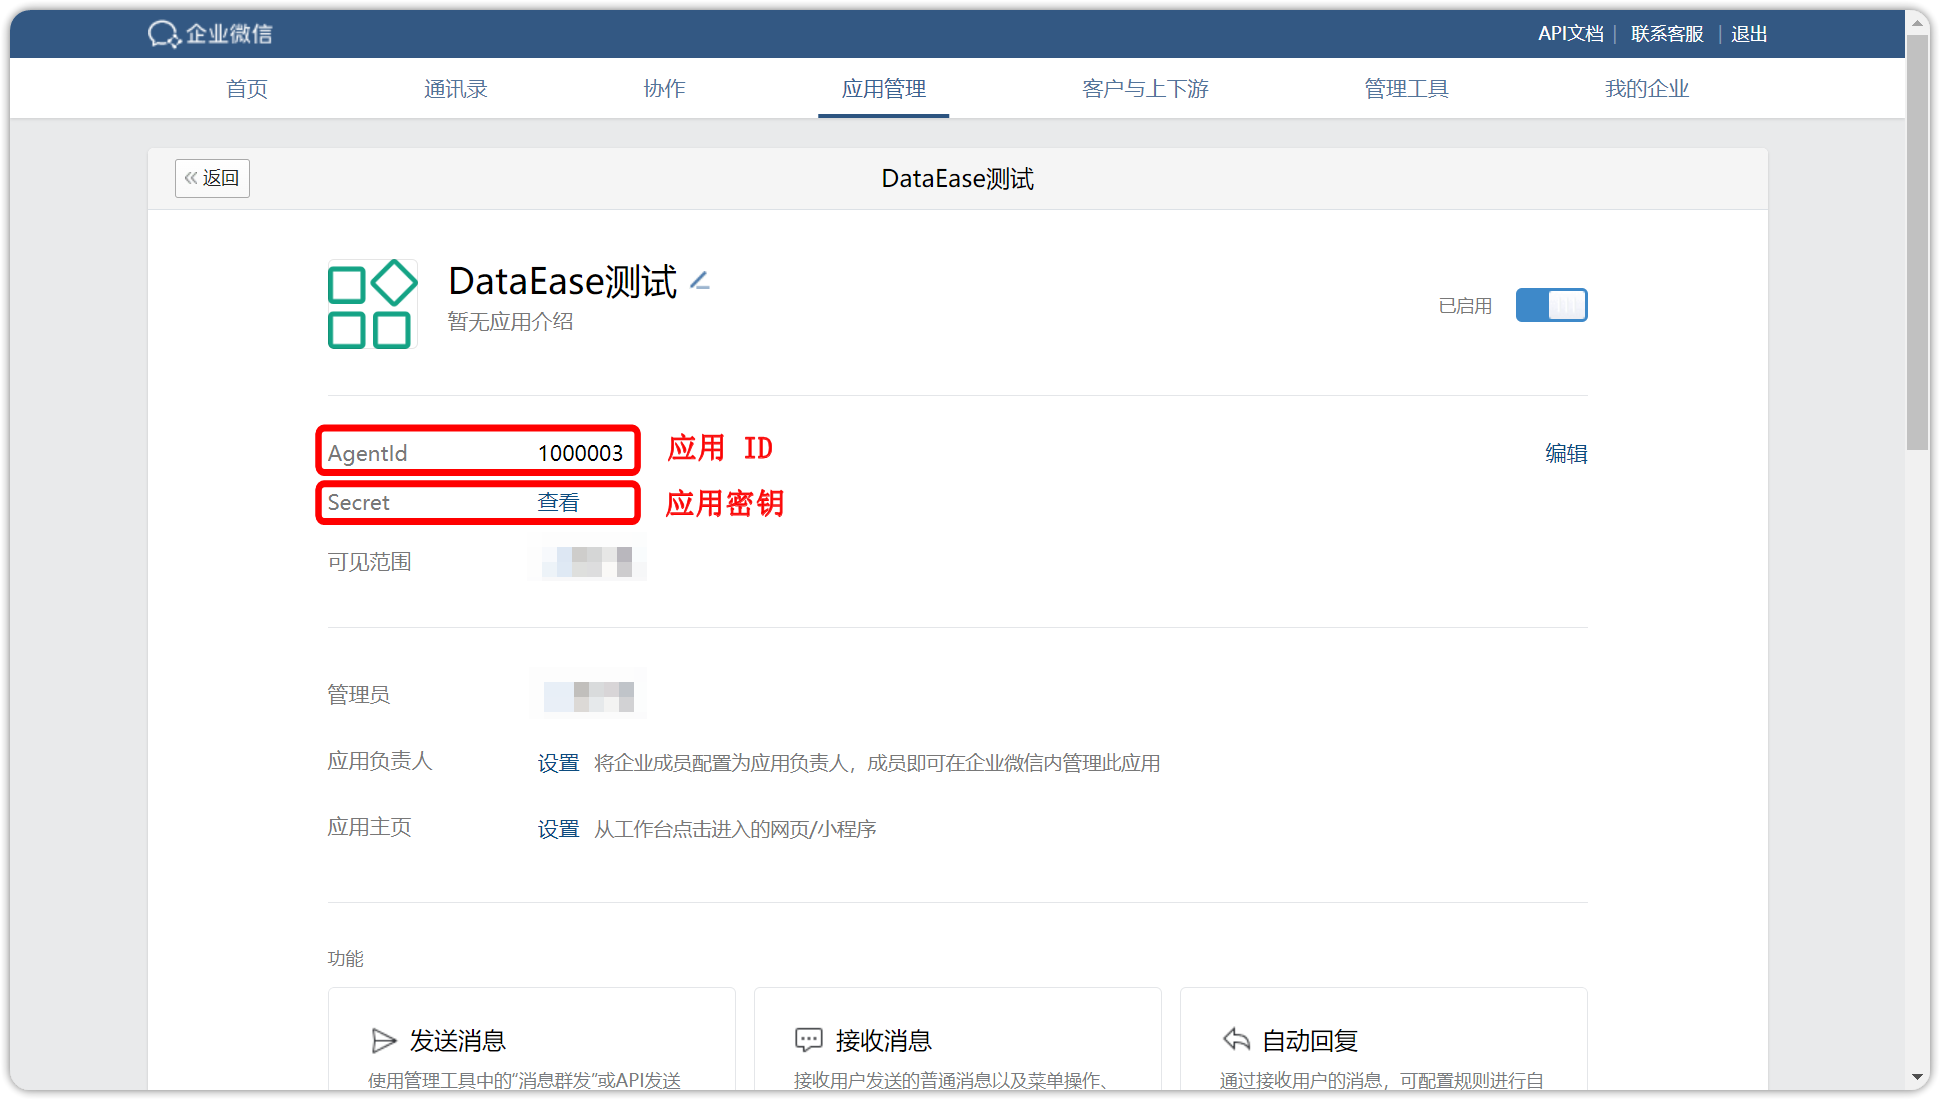 企业微信
API文档 | 联系客服 | 退出
首页 通讯录 协作 应用管理 客户与上下游 管理工具 我的企业
« 返回 DataEase测试
DataEase测试
暂无应用介绍
已启用
AgentId 1000003 应用 ID 编辑
Secret 查看 应用密钥
可见范围
管理员
应用负责人 设置 将企业成员配置为应用负责人，成员即可在企业微信内管理此应用
应用主页 设置 从工作台点击进入的网页/小程序
功能
发送消息 接收消息 自动回复
使用管理工具中的“消息群发”或API发送 接收用户发送的普通消息以及菜单操作、 通过接收用户的消息，可配置规则进行自